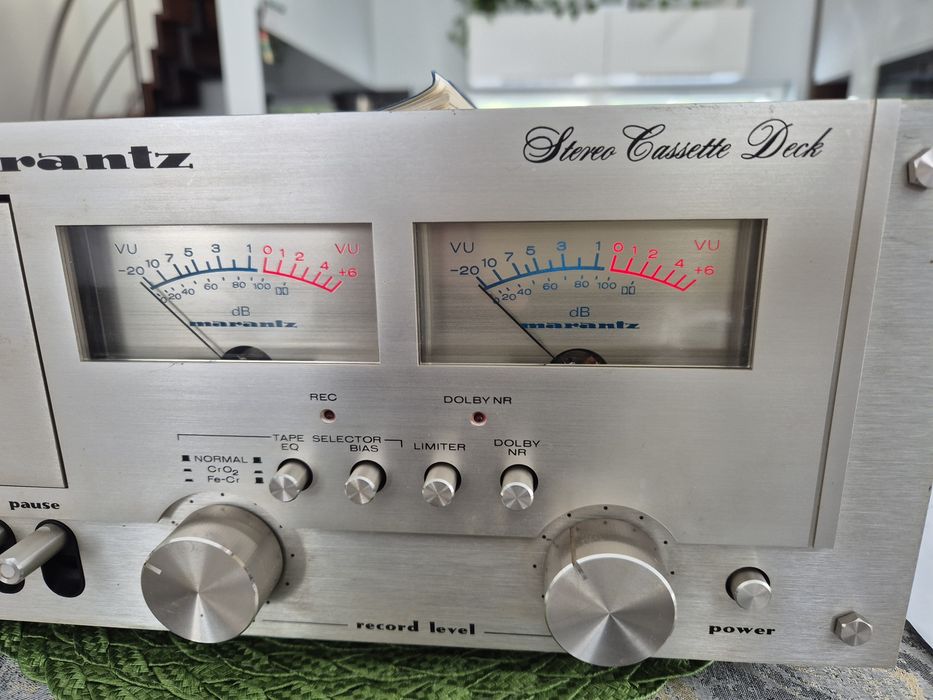 rantz
Stereo Cassette Deck
VU 20 10 7 5 3 1 0 1 2 4 +6 VU
-20
0 20 40 60 80 100
dB
marantz
VU 10 7 5 3 1 0 1 2 4 +6 VU
-20
0 20 40 60 80 100
dB
marantz
REC
DOLBY NR
TAPE SELECTOR
EQ BIAS
LIMITER
DOLBY
NR
NORMAL
CrO2
Fe-Cr
pause
record level
power